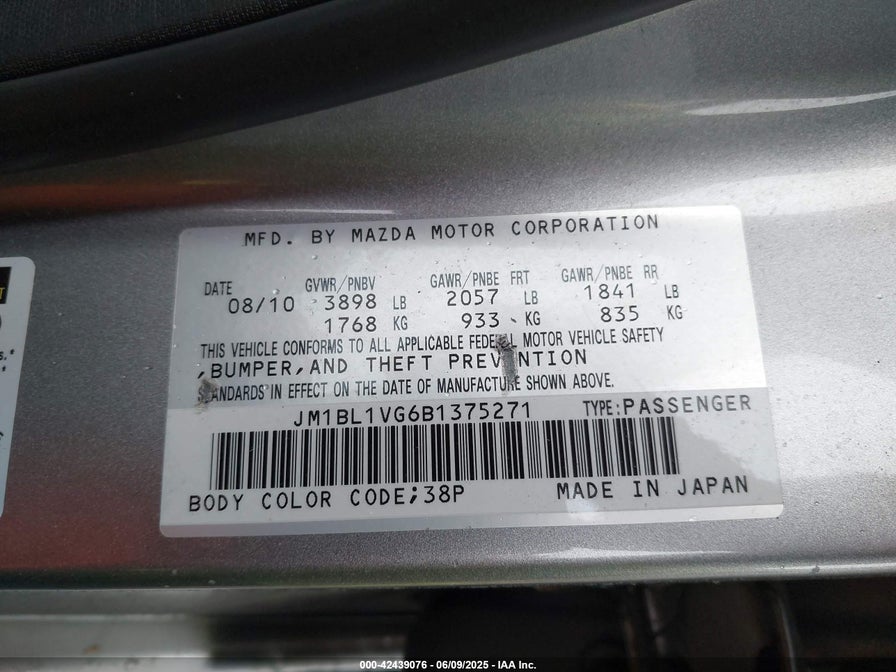 MFD. BY MAZDA MOTOR CORPORATION
DATE GVWR/PNBV GAWR/PNBE FRT GAWR/PNBE RR
08/10 3898 LB 2057 LB 1841 LB
1768 KG 933 KG 835 KG
THIS VEHICLE CONFORMS TO ALL APPLICABLE FEDERAL MOTOR VEHICLE SAFETY
,BUMPER,AND THEFT PREVENTION
STANDARDS IN EFFECT ON THE DATE OF MANUFACTURE SHOWN ABOVE.
JM1BL1VG6B1375271 TYPE:PASSENGER
BODY COLOR CODE;38P MADE IN JAPAN
000-42439076 - 06/09/2025 - IAA Inc.